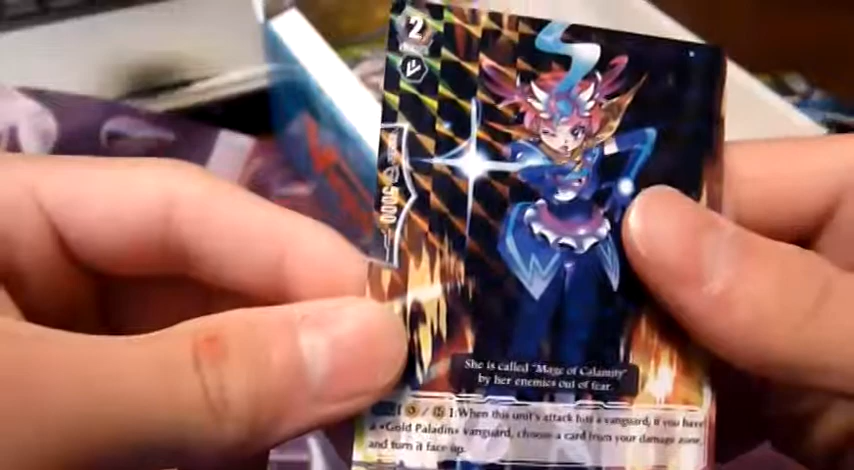 2
5000
She is called "Mage of Calamity"
by her enemies out of fear.
]:When this unit's attack hits a vanguard, if you have
a «Gold Paladin» vanguard, choose a card from your damage zone,
and turn it face up.